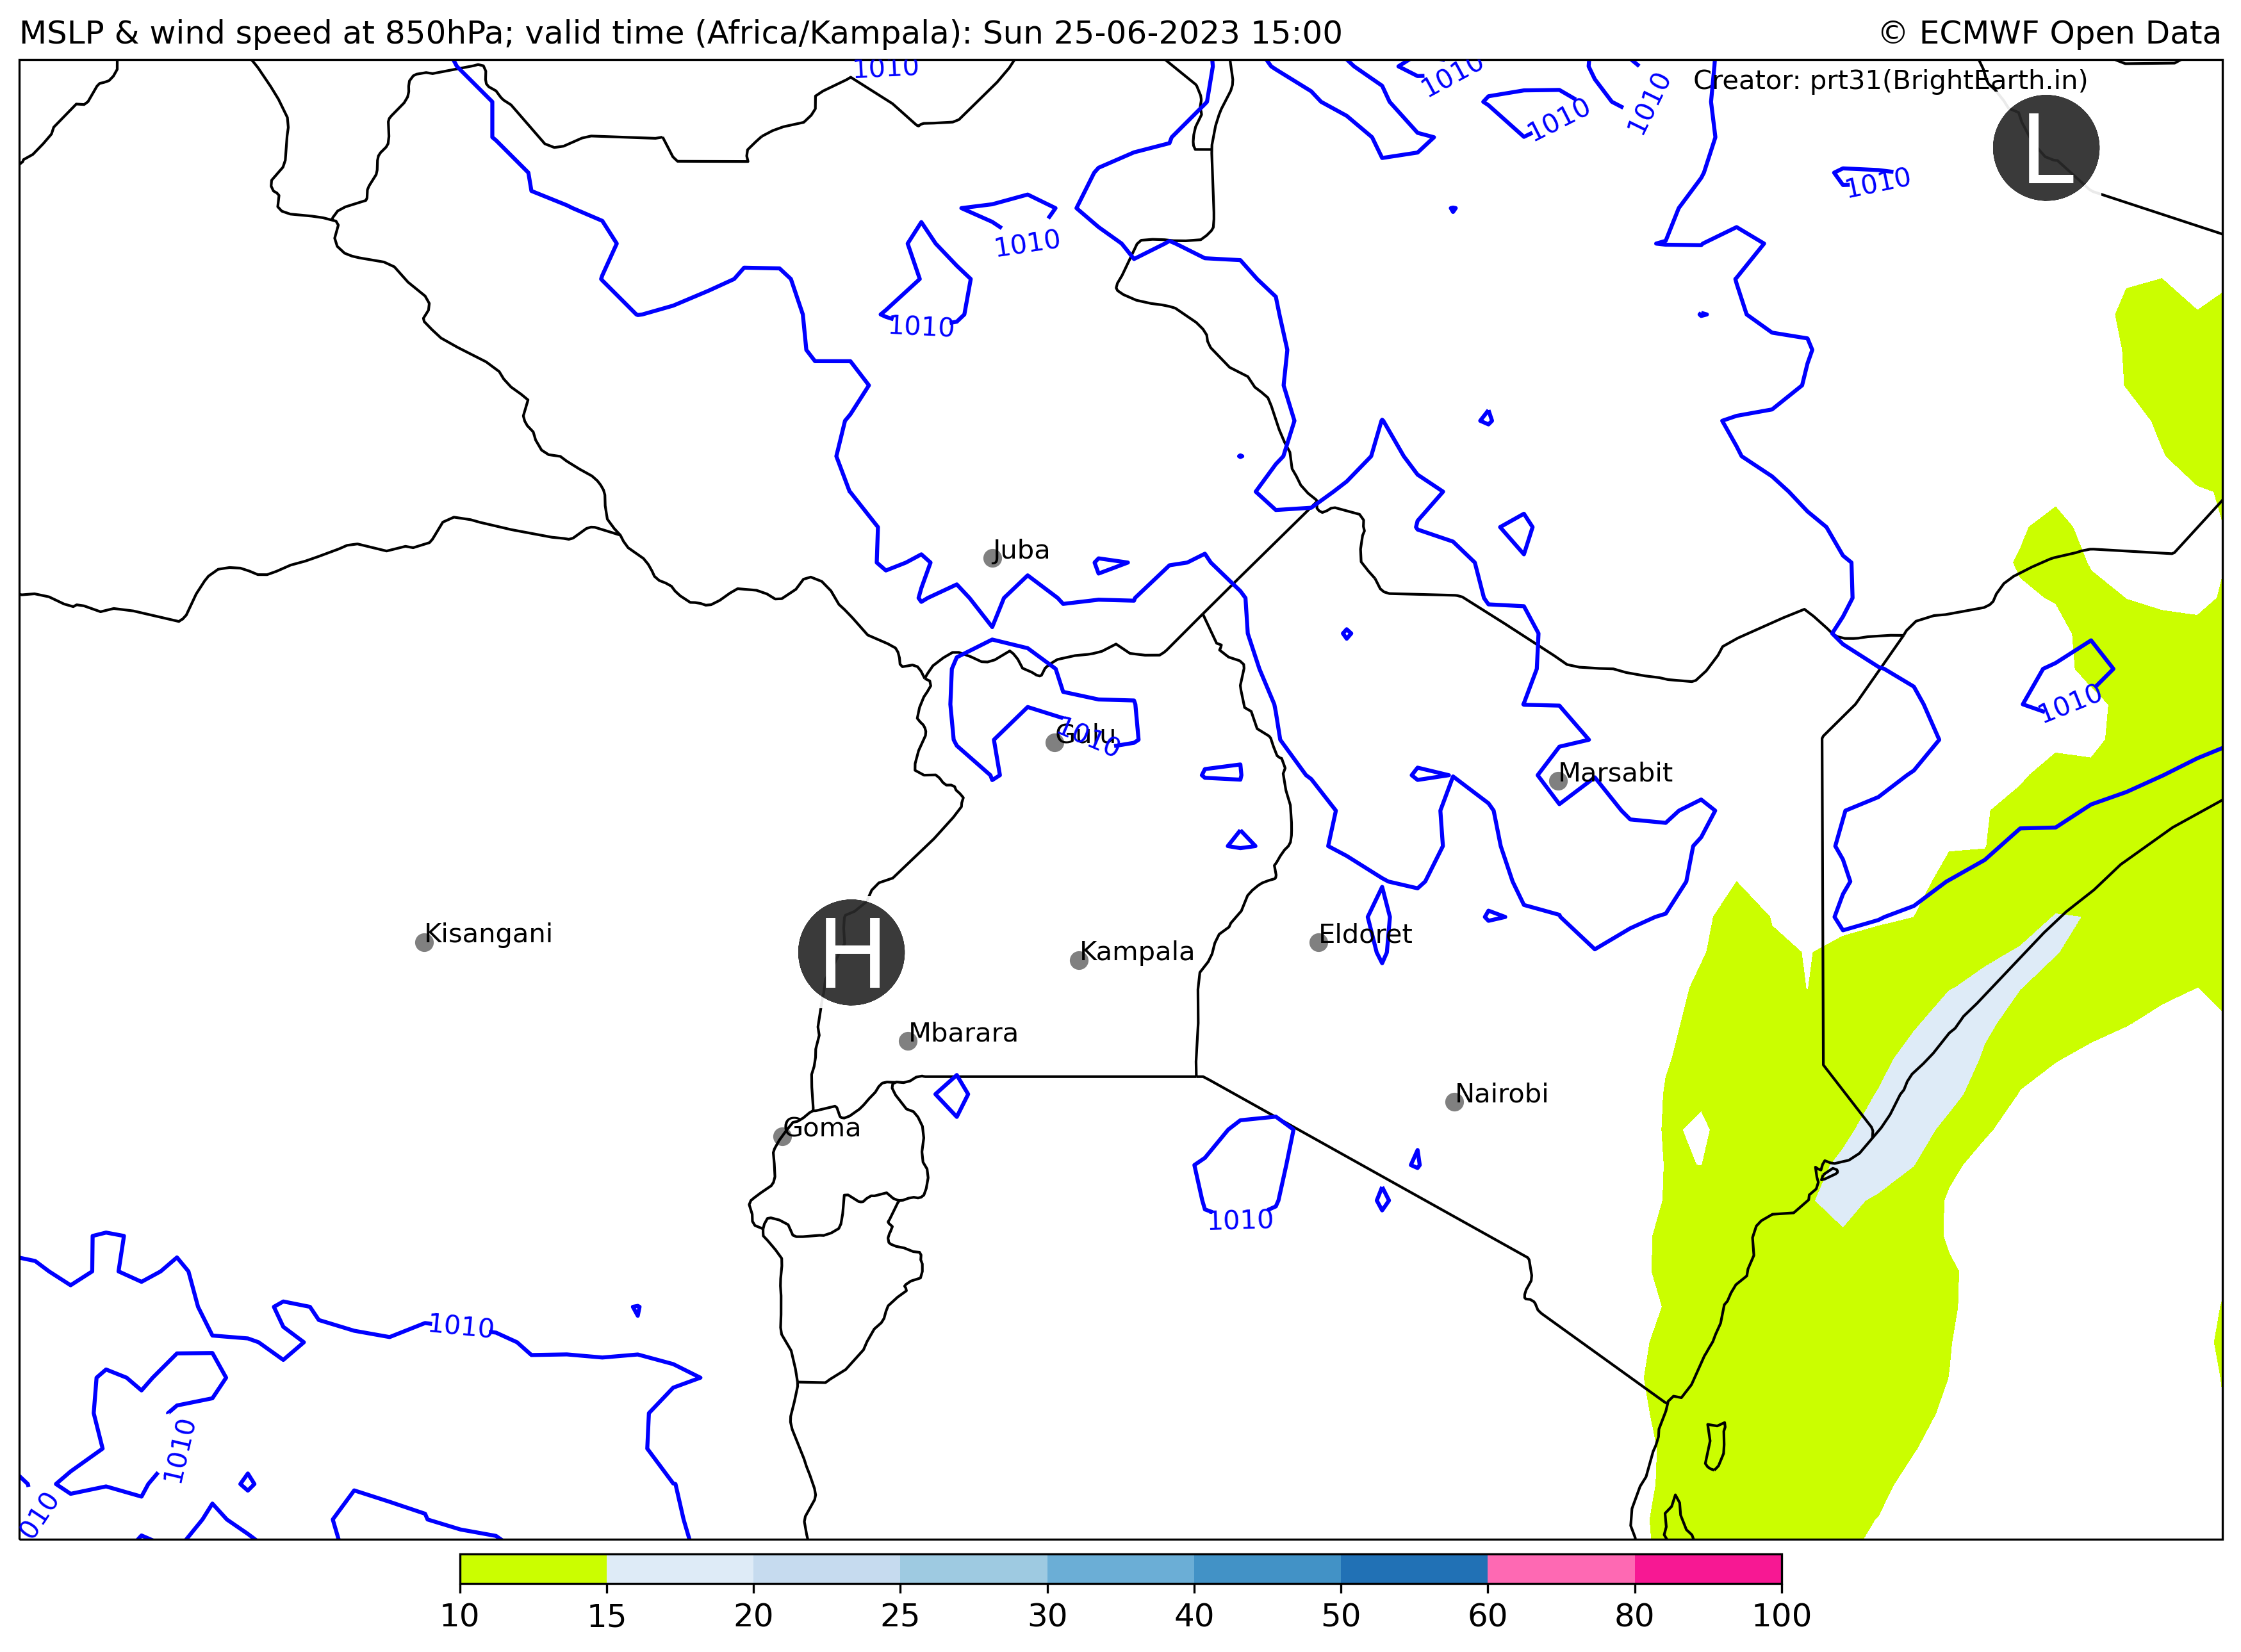 MSLP & wind speed at 850hPa; valid time (Africa/Kampala): Sun 25-06-2023 15:00
© ECMWF Open Data
1010
1010
1010
Creator: prt31(BrightEarth.in)
1010
L
1010
1010
1010
Juba
1010
1010
Gulu
Marsabit
Kisangani
H
Eldoret
Kampala
Mbarara
Nairobi
Goma
1010
1010
1010
010
10 15 20 25 30 40 50 60 80 100